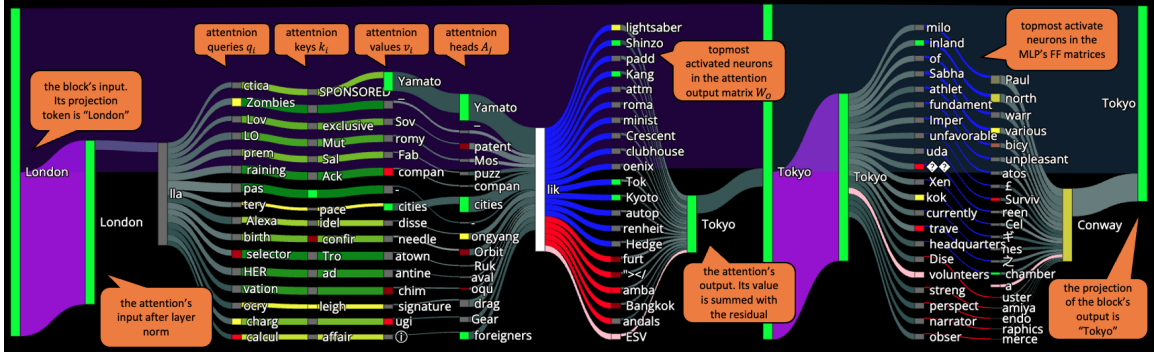 attentnion
queries qᵢ
attentnion
keys kᵢ
attentnion
values vᵢ
attentnion
heads Aⱼ
the block's input.
Its projection
token is "London"
London
London
the attention's
input after layer
norm
lla
ctica
Zombies
Lov
LO
prem
raining
pas
tery
Alexa
birth
selector
HER
vation
ocry
charg
calcul
SPONSORED
exclusive
Mut
Sal
Ack
pace
idel
confir
Tro
ad
leigh
affair
Yamato
_
Sov
romy
Fab
compan
-
cities
disse
needle
atown
antine
chim
signature
ugi
ⓘ
Yamato
_
patent
Mos
puzz
compan
cities
ongyang
Orbit
Ruk
aval
oqu
drag
Gear
foreigners
lik
lightsaber
Shinzo
padd
Kang
attm
roma
minist
Crescent
clubhouse
oenix
Tok
Kyoto
autop
renheit
Hedge
furt
"></
amba
Bangkok
andals
ESV
topmost
activated neurons
in the attention
output matrix W_O
Tokyo
the attention's
output. Its value
is summed with
the residual
Tokyo
Tokyo
milo
inland
of
Sabha
athlet
fundament
Imper
unfavorable
uda
��
Xen
kok
currently
trave
headquarters
Dise
volunteers
streng
perspect
narrator
obser
topmost activate
neurons in the
MLP's FF matrices
Paul
north
warr
various
bicy
unpleasant
atos
£
Surviv
reen
Cel
ギ
hes
之
chamber
a
uster
amiya
endo
raphics
merce
Conway
Tokyo
the projection
of the block's
output is
"Tokyo"